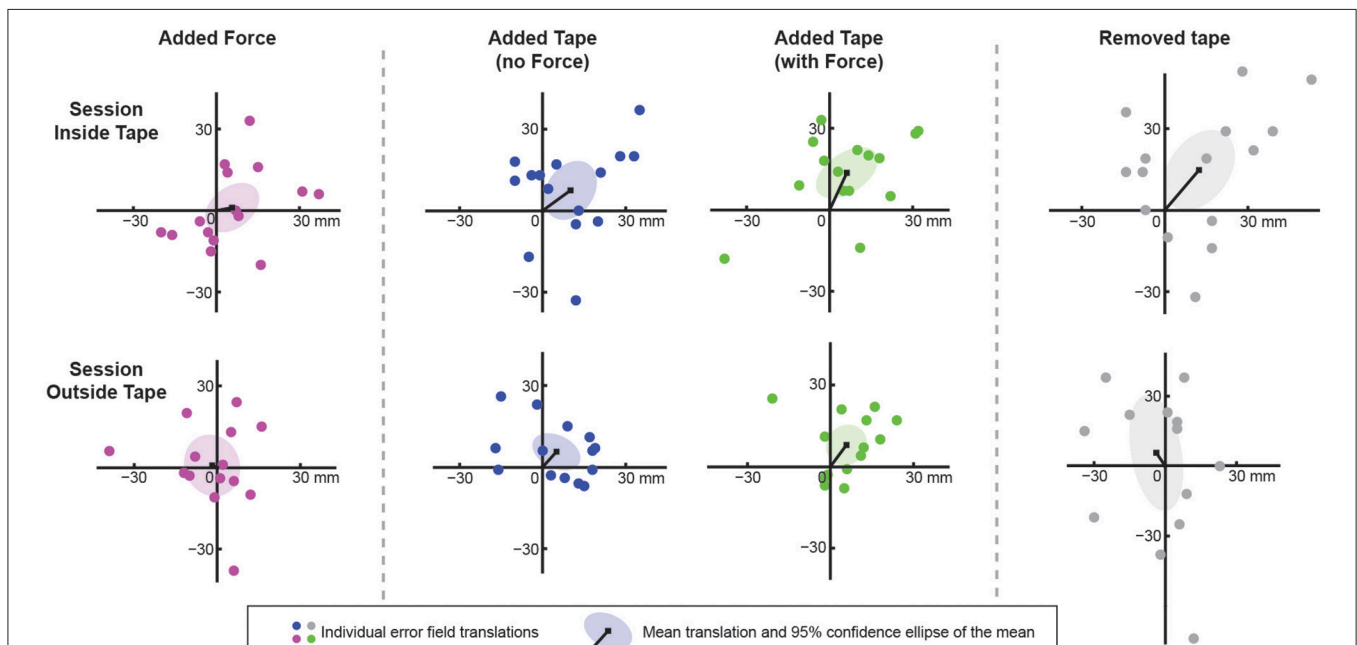 Added Force
Added Tape
(no Force)
Added Tape
(with Force)
Removed tape
Session
Inside Tape
30
−30
0
30 mm
−30
30
−30
0
30 mm
−30
30
−30
0
30 mm
−30
30
−30
0
30 mm
−30
Session
Outside Tape
30
−30
0
30 mm
−30
30
−30
0
30 mm
−30
30
−30
0
30 mm
−30
30
−30
0
30 mm
−30
Individual error field translations
Mean translation and 95% confidence ellipse of the mean